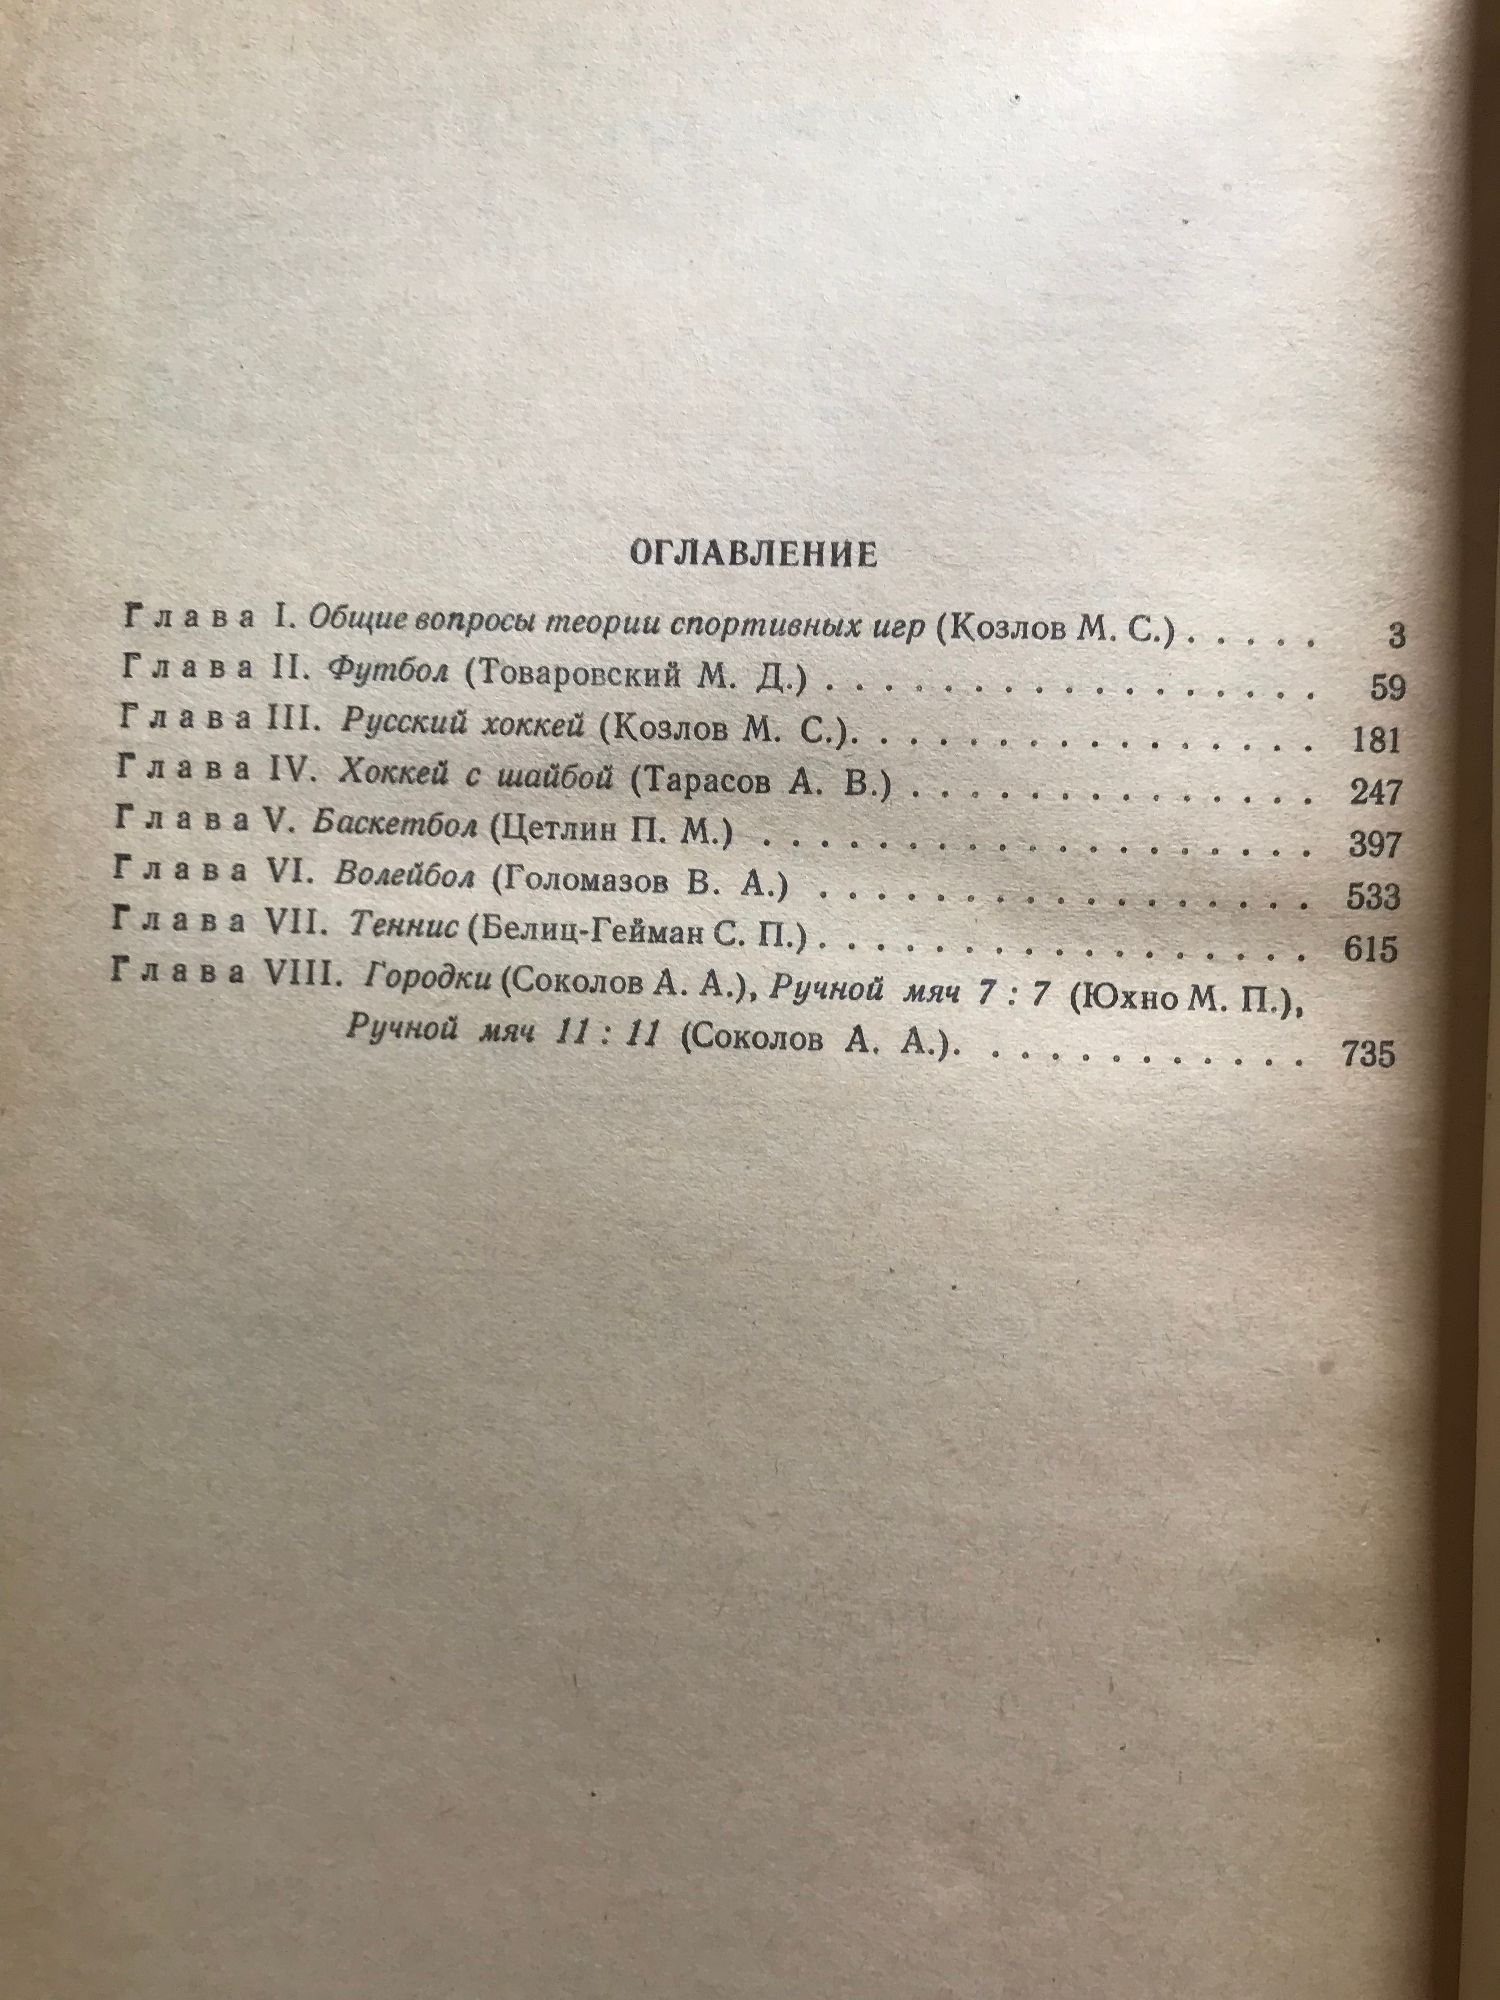 ОГЛАВЛЕНИЕ
Глава I. Общие вопросы теории спортивных игр (Козлов М. С.) . . . . . 3
Глава II. Футбол (Товаровский М. Д.) . . . . . . . . . . . . . . . . . 59
Глава III. Русский хоккей (Козлов М. С.). . . . . . . . . . . . . . . . 181
Глава IV. Хоккей с шайбой (Тарасов А. В.) . . . . . . . . . . . . . . 247
Глава V. Баскетбол (Цетлин П. М.) . . . . . . . . . . . . . . . . . . . 397
Глава VI. Волейбол (Голомазов В. А.) . . . . . . . . . . . . . . . . . 533
Глава VII. Теннис (Белиц-Гейман С. П.) . . . . . . . . . . . . . . . . . 615
Глава VIII. Городки (Соколов А. А.), Ручной мяч 7 : 7 (Юхно М. П.),
Ручной мяч 11 : 11 (Соколов А. А.). . . . . . . . . . . . 735